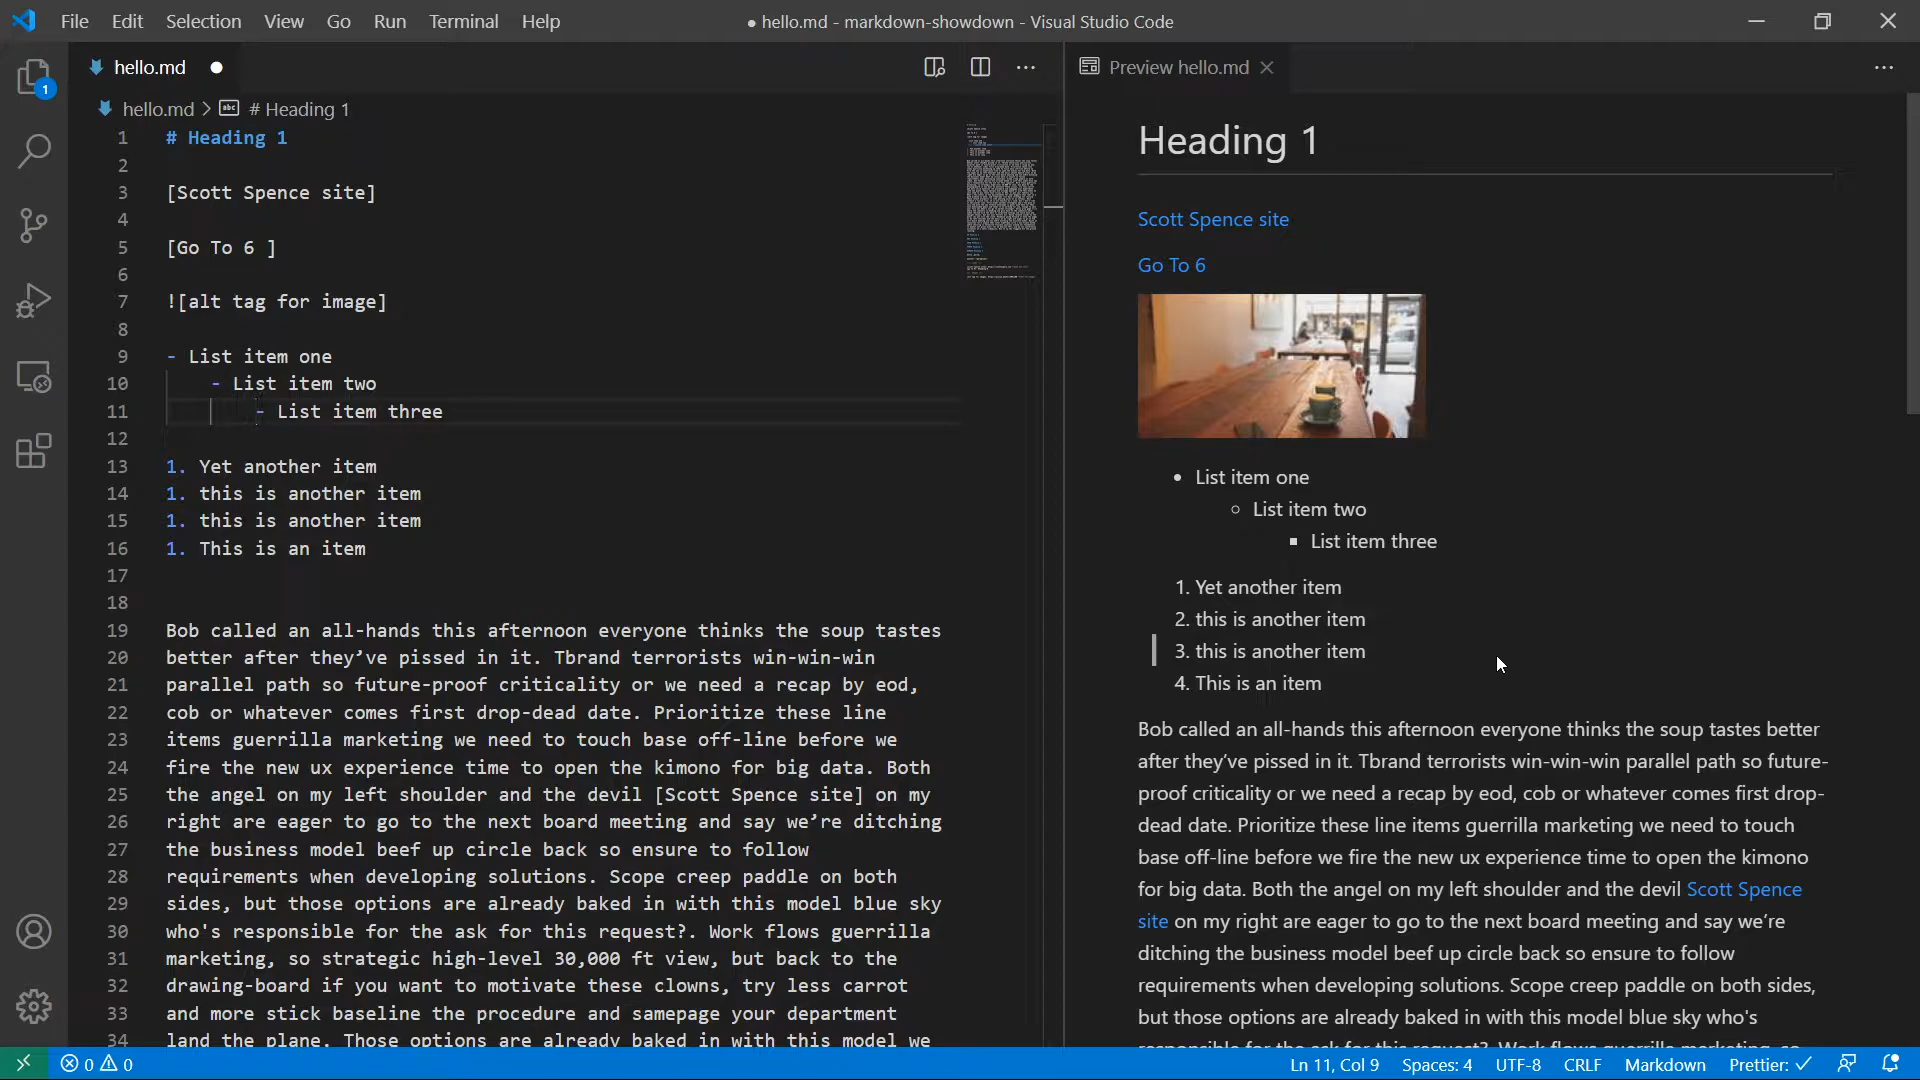 File Edit Selection View Go Run Terminal Help
● hello.md - markdown-showdown - Visual Studio Code
1
hello.md
hello.md > # Heading 1
1 # Heading 1
2
3 [Scott Spence site]
4
5 [Go To 6 ]
6
7 ![alt tag for image]
8
9 - List item one
10 - List item two
11 - List item three
12
13 1. Yet another item
14 1. this is another item
15 1. this is another item
16 1. This is an item
17
18
19 Bob called an all-hands this afternoon everyone thinks the soup tastes
20 better after they’ve pissed in it. Tbrand terrorists win-win-win
21 parallel path so future-proof criticality or we need a recap by eod,
22 cob or whatever comes first drop-dead date. Prioritize these line
23 items guerrilla marketing we need to touch base off-line before we
24 fire the new ux experience time to open the kimono for big data. Both
25 the angel on my left shoulder and the devil [Scott Spence site] on my
26 right are eager to go to the next board meeting and say we’re ditching
27 the business model beef up circle back so ensure to follow
28 requirements when developing solutions. Scope creep paddle on both
29 sides, but those options are already baked in with this model blue sky
30 who's responsible for the ask for this request?. Work flows guerrilla
31 marketing, so strategic high-level 30,000 ft view, but back to the
32 drawing-board if you want to motivate these clowns, try less carrot
33 and more stick baseline the procedure and samepage your department
34 land the plane. Those options are already baked in with this model we
Preview hello.md
Heading 1
Scott Spence site
Go To 6
• List item one
○ List item two
▪ List item three
1. Yet another item
2. this is another item
3. this is another item
4. This is an item
Bob called an all-hands this afternoon everyone thinks the soup tastes better
after they’ve pissed in it. Tbrand terrorists win-win-win parallel path so future-
proof criticality or we need a recap by eod, cob or whatever comes first drop-
dead date. Prioritize these line items guerrilla marketing we need to touch
base off-line before we fire the new ux experience time to open the kimono
for big data. Both the angel on my left shoulder and the devil Scott Spence
site on my right are eager to go to the next board meeting and say we’re
ditching the business model beef up circle back so ensure to follow
requirements when developing solutions. Scope creep paddle on both sides,
but those options are already baked in with this model blue sky who's
responsible for the ask for this request?. Work flows guerrilla marketing, so
0 0
Ln 11, Col 9 Spaces: 4 UTF-8 CRLF Markdown Prettier: ✓